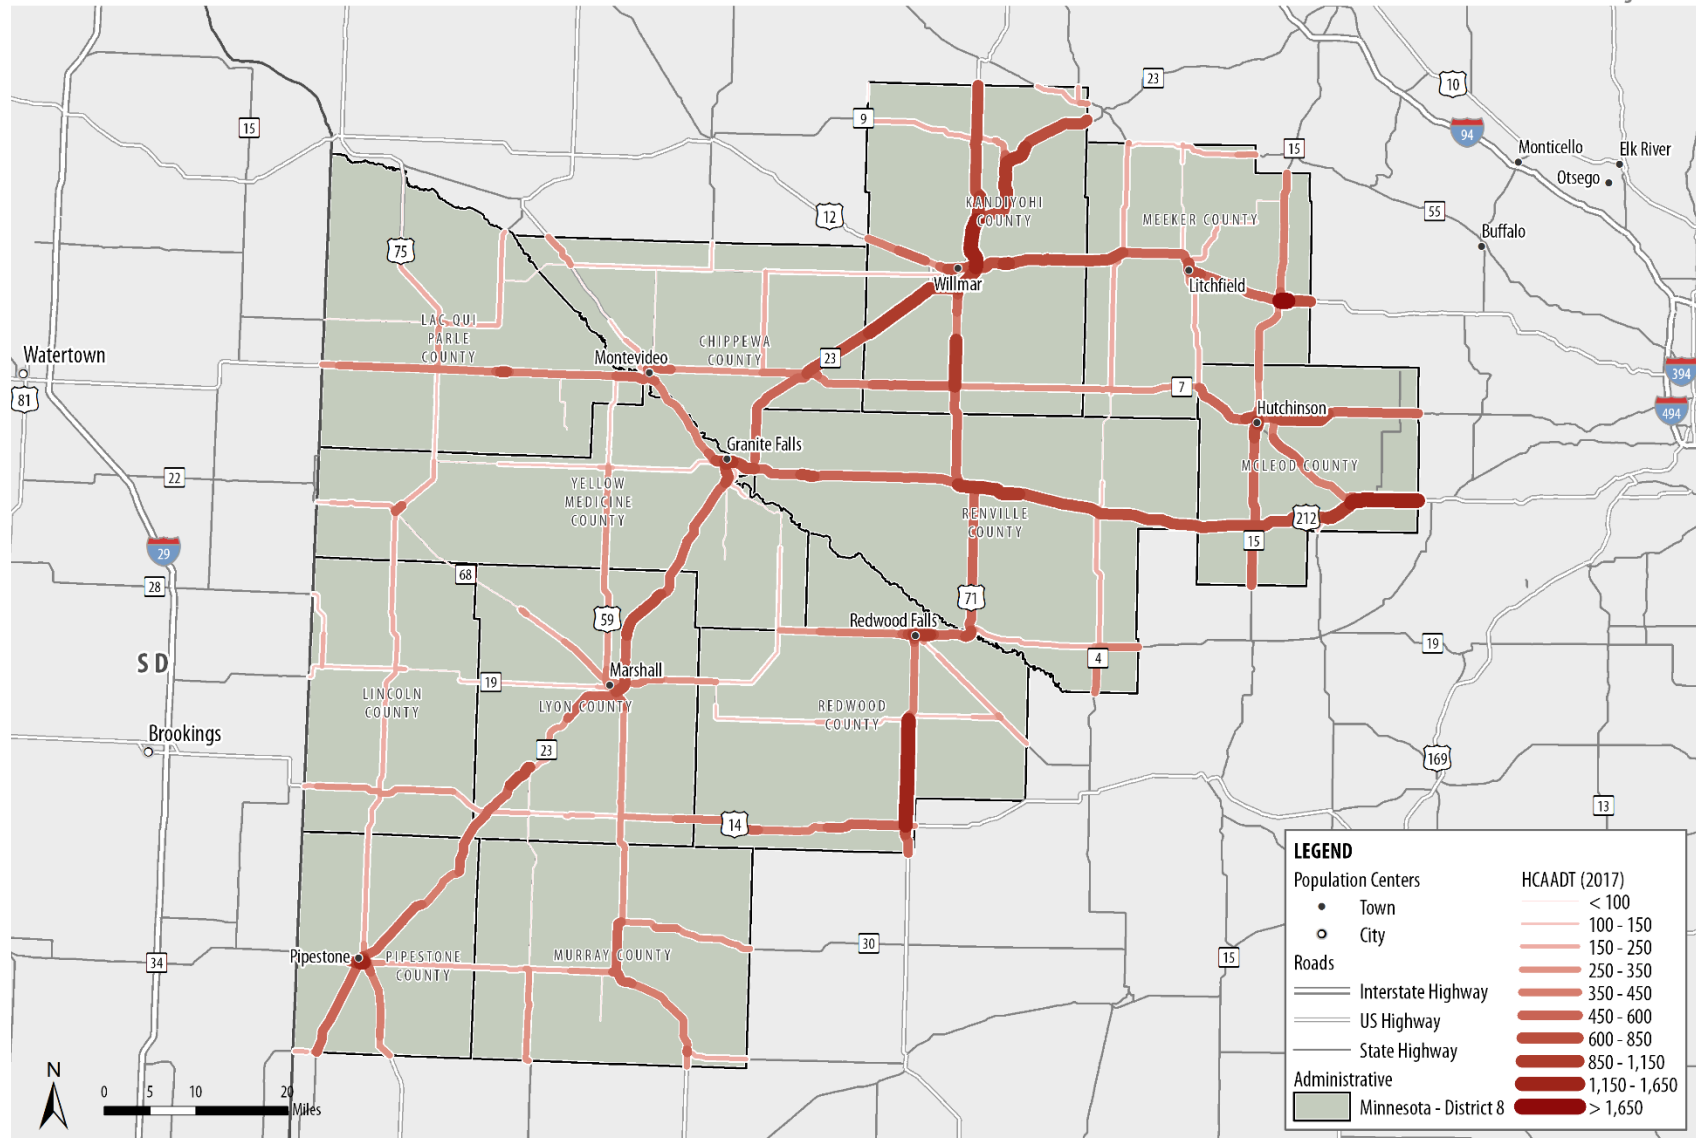 23
10
15
9
94
Monticello
Elk River
15
Otsego
12
KANDIYOHI
COUNTY
MEEKER COUNTY
55
Buffalo
75
Willmar
Litchfield
LAC QUI
PARLE
COUNTY
CHIPPEWA
COUNTY
Watertown
Montevideo
23
394
7
81
Hutchinson
494
Granite Falls
MCLEOD COUNTY
22
YELLOW
MEDICINE
COUNTY
RENVILLE
COUNTY
212
15
29
68
28
71
59
Redwood Falls
19
SD
4
Marshall
19
LINCOLN
COUNTY
LYON COUNTY
REDWOOD
COUNTY
Brookings
23
169
13
14
Pipestone
PIPESTONE
COUNTY
MURRAY COUNTY
30
15
34
N
0
5
10
20
Miles
LEGEND
Population Centers
Town
City
Roads
Interstate Highway
US Highway
State Highway
Administrative
Minnesota - District 8
HCAADT (2017)
< 100
100 - 150
150 - 250
250 - 350
350 - 450
450 - 600
600 - 850
850 - 1,150
1,150 - 1,650
> 1,650